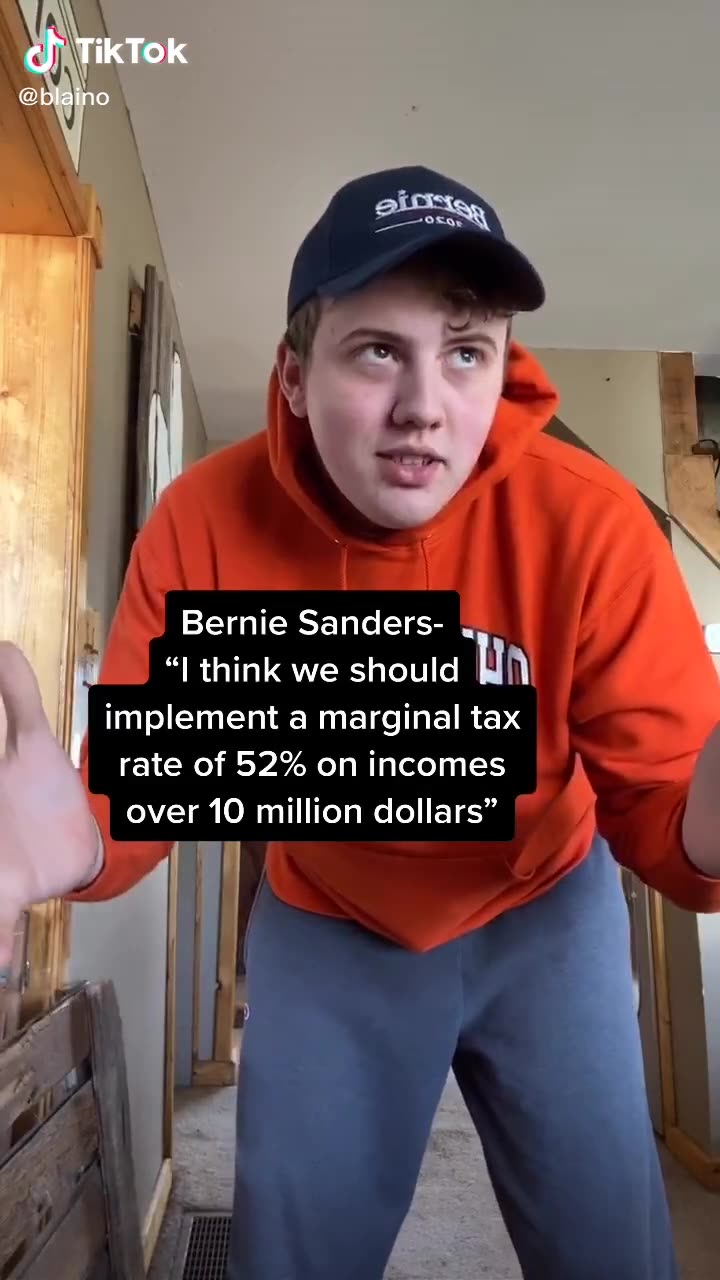 TikTok
@blaino
Bernie
2020
Bernie Sanders-
“I think we should
implement a marginal tax
rate of 52% on incomes
over 10 million dollars”